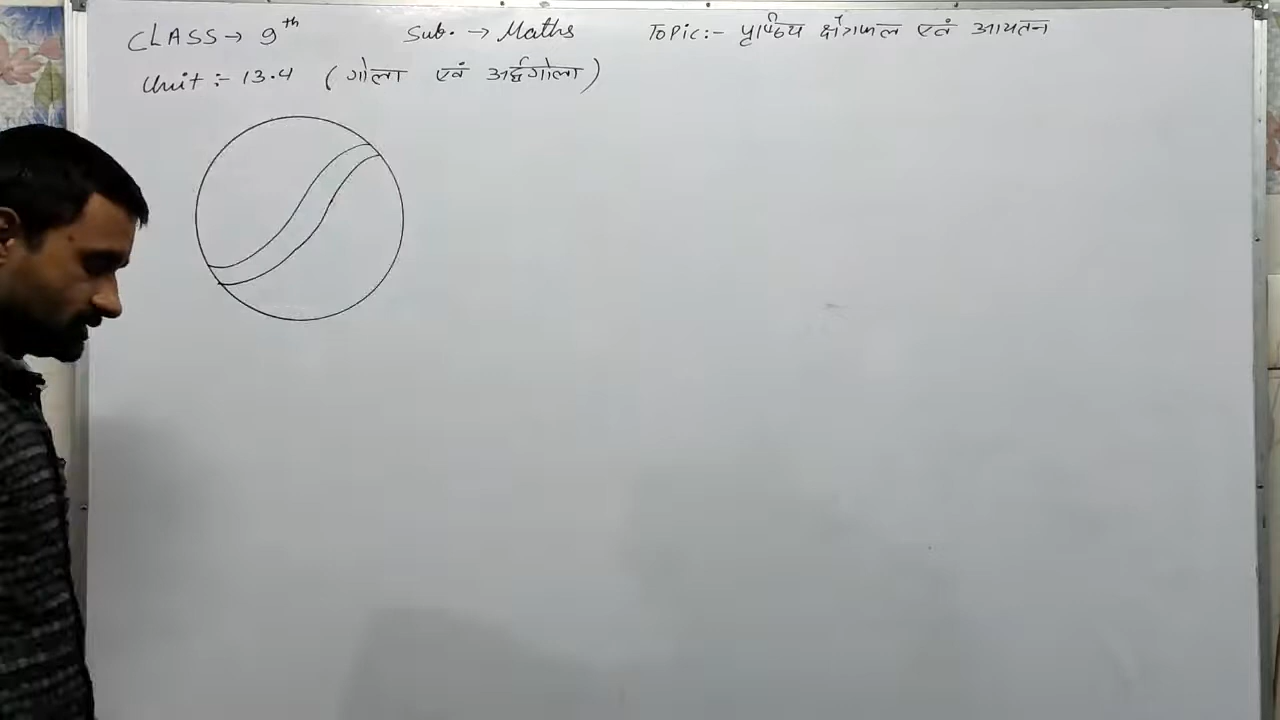 CLASS → 9th Sub. → Maths Topic:- पृष्ठिय क्षेत्रफल एवं आयतन
Unit :- 13.4 (गोला एवं अर्द्धगोला)